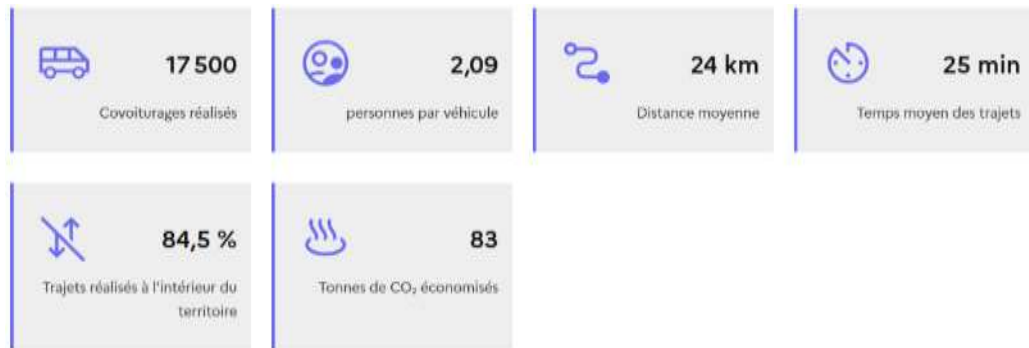 17 500
Covoiturages réalisés
2,09
personnes par véhicule
24 km
Distance moyenne
25 min
Temps moyen des trajets
84,5 %
Trajets réalisés à l'intérieur du
territoire
83
Tonnes de CO₂ économisés